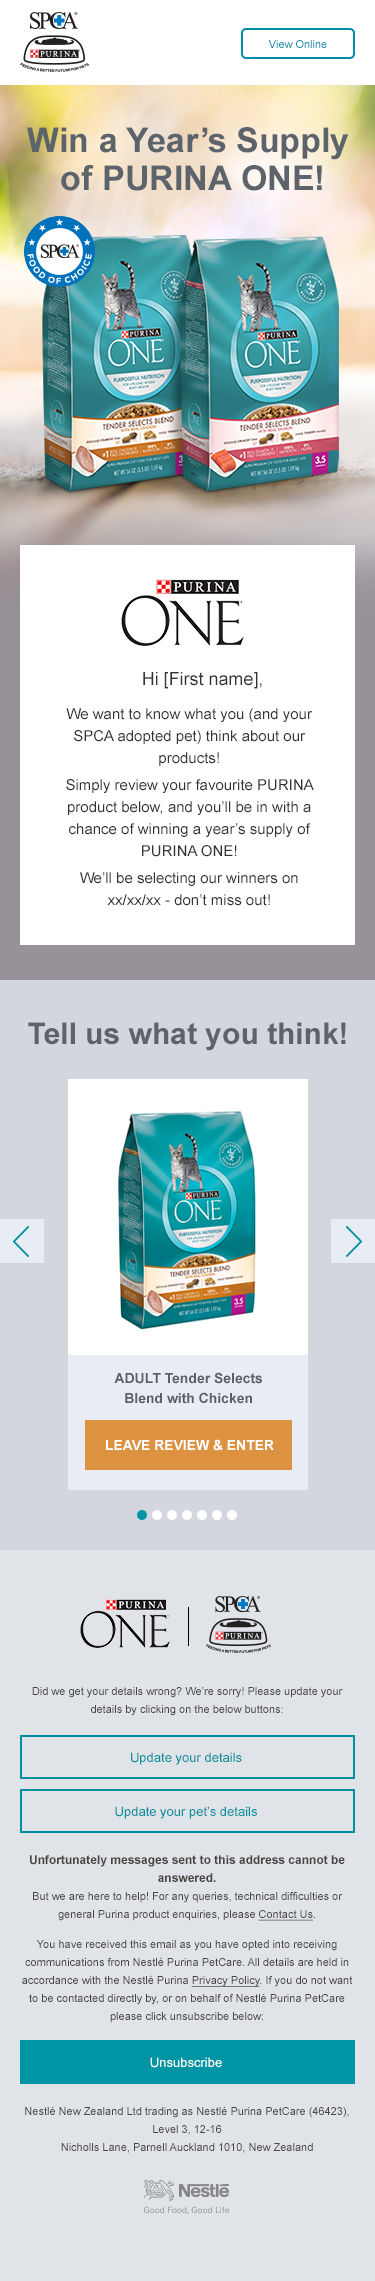 SPCA
PURINA
FEEDING A BETTER FUTURE FOR PETS
View Online
Win a Year's Supply
of PURINA ONE!
SPCA
FOOD OF CHOICE
PURINA
ONE
PURPOSEFUL NUTRITION
TENDER SELECTS BLEND
WITH REAL CHICKEN
PURINA
ONE
PURPOSEFUL NUTRITION
TENDER SELECTS BLEND
WITH REAL SALMON
3.5
PURINA
ONE
Hi [First name],
We want to know what you (and your
SPCA adopted pet) think about our
products!
Simply review your favourite PURINA
product below, and you'll be in with a
chance of winning a year's supply of
PURINA ONE!
We'll be selecting our winners on
xx/xx/xx - don't miss out!
Tell us what you think!
PURINA
ONE
PURPOSEFUL NUTRITION
TENDER SELECTS BLEND
WITH REAL CHICKEN
3.5
ADULT Tender Selects
Blend with Chicken
LEAVE REVIEW & ENTER
PURINA
ONE
SPCA
PURINA
FEEDING A BETTER FUTURE FOR PETS
Did we get your details wrong? We're sorry! Please update your
details by clicking on the below buttons:
Update your details
Update your pet's details
Unfortunately messages sent to this address cannot be
answered.
But we are here to help! For any queries, technical difficulties or
general Purina product enquiries, please Contact Us.
You have received this email as you have opted into receiving
communications from Nestlé Purina PetCare. All details are held in
accordance with the Nestlé Purina Privacy Policy. If you do not want
to be contacted directly by, or on behalf of Nestlé Purina PetCare
please click unsubscribe below:
Unsubscribe
Nestlé New Zealand Ltd trading as Nestlé Purina PetCare (46423),
Level 3, 12-16
Nicholls Lane, Parnell Auckland 1010, New Zealand
Nestlé
Good Food, Good Life